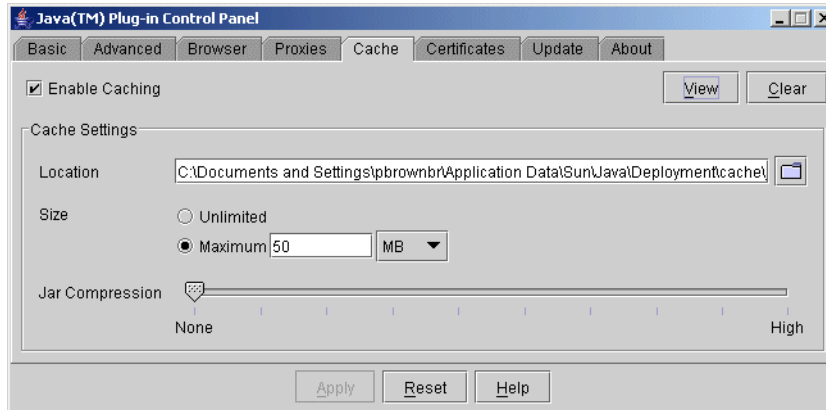 Java(TM) Plug-in Control Panel
Basic Advanced Browser Proxies Cache Certificates Update About
Enable Caching View Clear
Cache Settings
Location C:\Documents and Settings\pbrownbr\Application Data\Sun\Java\Deployment\cache\
Size Unlimited
Maximum 50 MB
Jar Compression
None High
Apply Reset Help